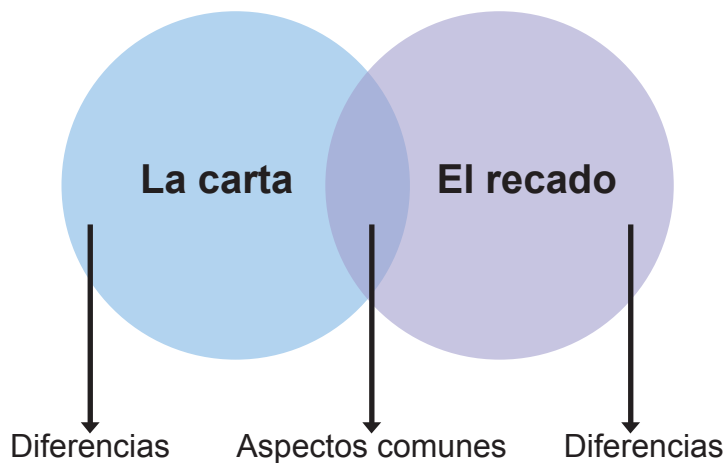 La carta
El recado
Diferencias
Aspectos comunes
Diferencias